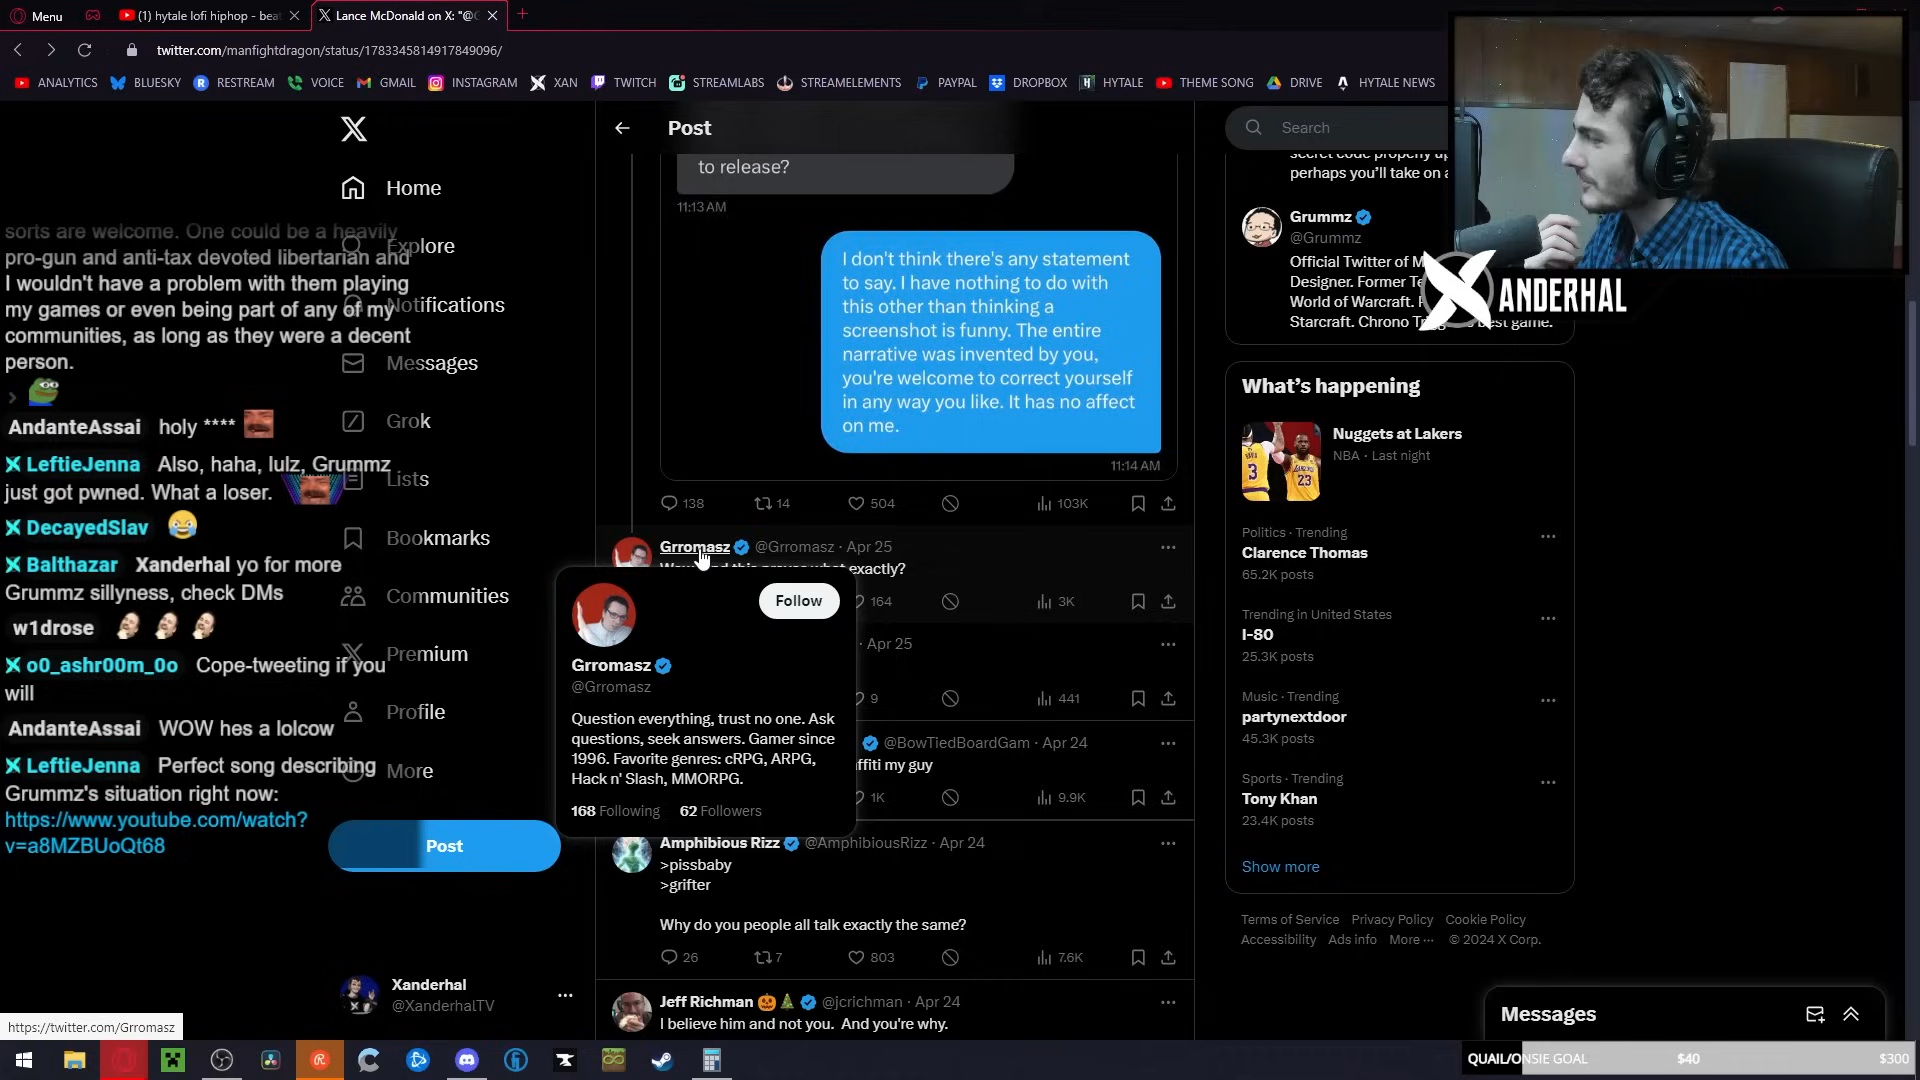 Menu
(1) hytale lofi hiphop - bea
Lance McDonald on X: "@G
twitter.com/manfightdragon/status/1783345814917849096/
ANALYTICS
BLUESKY
RESTREAM
VOICE
GMAIL
INSTAGRAM
XAN
TWITCH
STREAMLABS
STREAMELEMENTS
PAYPAL
DROPBOX
HYTALE
THEME SONG
DRIVE
HYTALE NEWS
sorts are welcome. One could be a heavily
pro-gun and anti-tax devoted libertarian and
I wouldn't have a problem with them playing
my games or even being part of any of my
communities, as long as they were a decent
person.
AndanteAssai holy ****
LeftieJenna Also, haha, lulz, Grummz
just got pwned. What a loser.
DecayedSlav
Balthazar Xanderhal yo for more
Grummz sillyness, check DMs
w1drose
o0_ashr00m_0o Cope-tweeting if you
will
AndanteAssai WOW hes a lolcow
LeftieJenna Perfect song describing
Grummz's situation right now:
https://www.youtube.com/watch?
v=a8MZBUoQt68
Home
Explore
Notifications
Messages
Grok
Lists
Bookmarks
Communities
Premium
Profile
More
Post
Xanderhal
@XanderhalTV
https://twitter.com/Grromasz
Post
to release?
11:13 AM
I don't think there's any statement
to say. I have nothing to do with
this other than thinking a
screenshot is funny. The entire
narrative was invented by you,
you're welcome to correct yourself
in any way you like. It has no affect
on me.
11:14 AM
138
14
504
103K
Grromasz @Grromasz · Apr 25
exactly?
164
3K
Follow
Grromasz
@Grromasz
Question everything, trust no one. Ask
questions, seek answers. Gamer since
1996. Favorite genres: cRPG, ARPG,
Hack n' Slash, MMORPG.
168 Following 62 Followers
· Apr 25
9
441
@BowTiedBoardGam · Apr 24
my guy
1K
9.9K
Amphibious Rizz @AmphibiousRizz · Apr 24
>pissbaby
>grifter
Why do you people all talk exactly the same?
26
7
803
7.6K
Jeff Richman @jcrichman · Apr 24
I believe him and not you. And you're why.
Search
secret code properly up
perhaps you'll take on a
Grummz
@Grummz
Official Twitter of M
Designer. Former Te
World of Warcraft.
Starcraft. Chrono Trigger best game.
ANDERHAL
What's happening
Nuggets at Lakers
NBA · Last night
Politics · Trending
Clarence Thomas
65.2K posts
Trending in United States
I-80
25.3K posts
Music · Trending
partynextdoor
45.3K posts
Sports · Trending
Tony Khan
23.4K posts
Show more
Terms of Service Privacy Policy Cookie Policy
Accessibility Ads info More ··· © 2024 X Corp.
Messages
QUAIL/ONSIE GOAL $40 $300